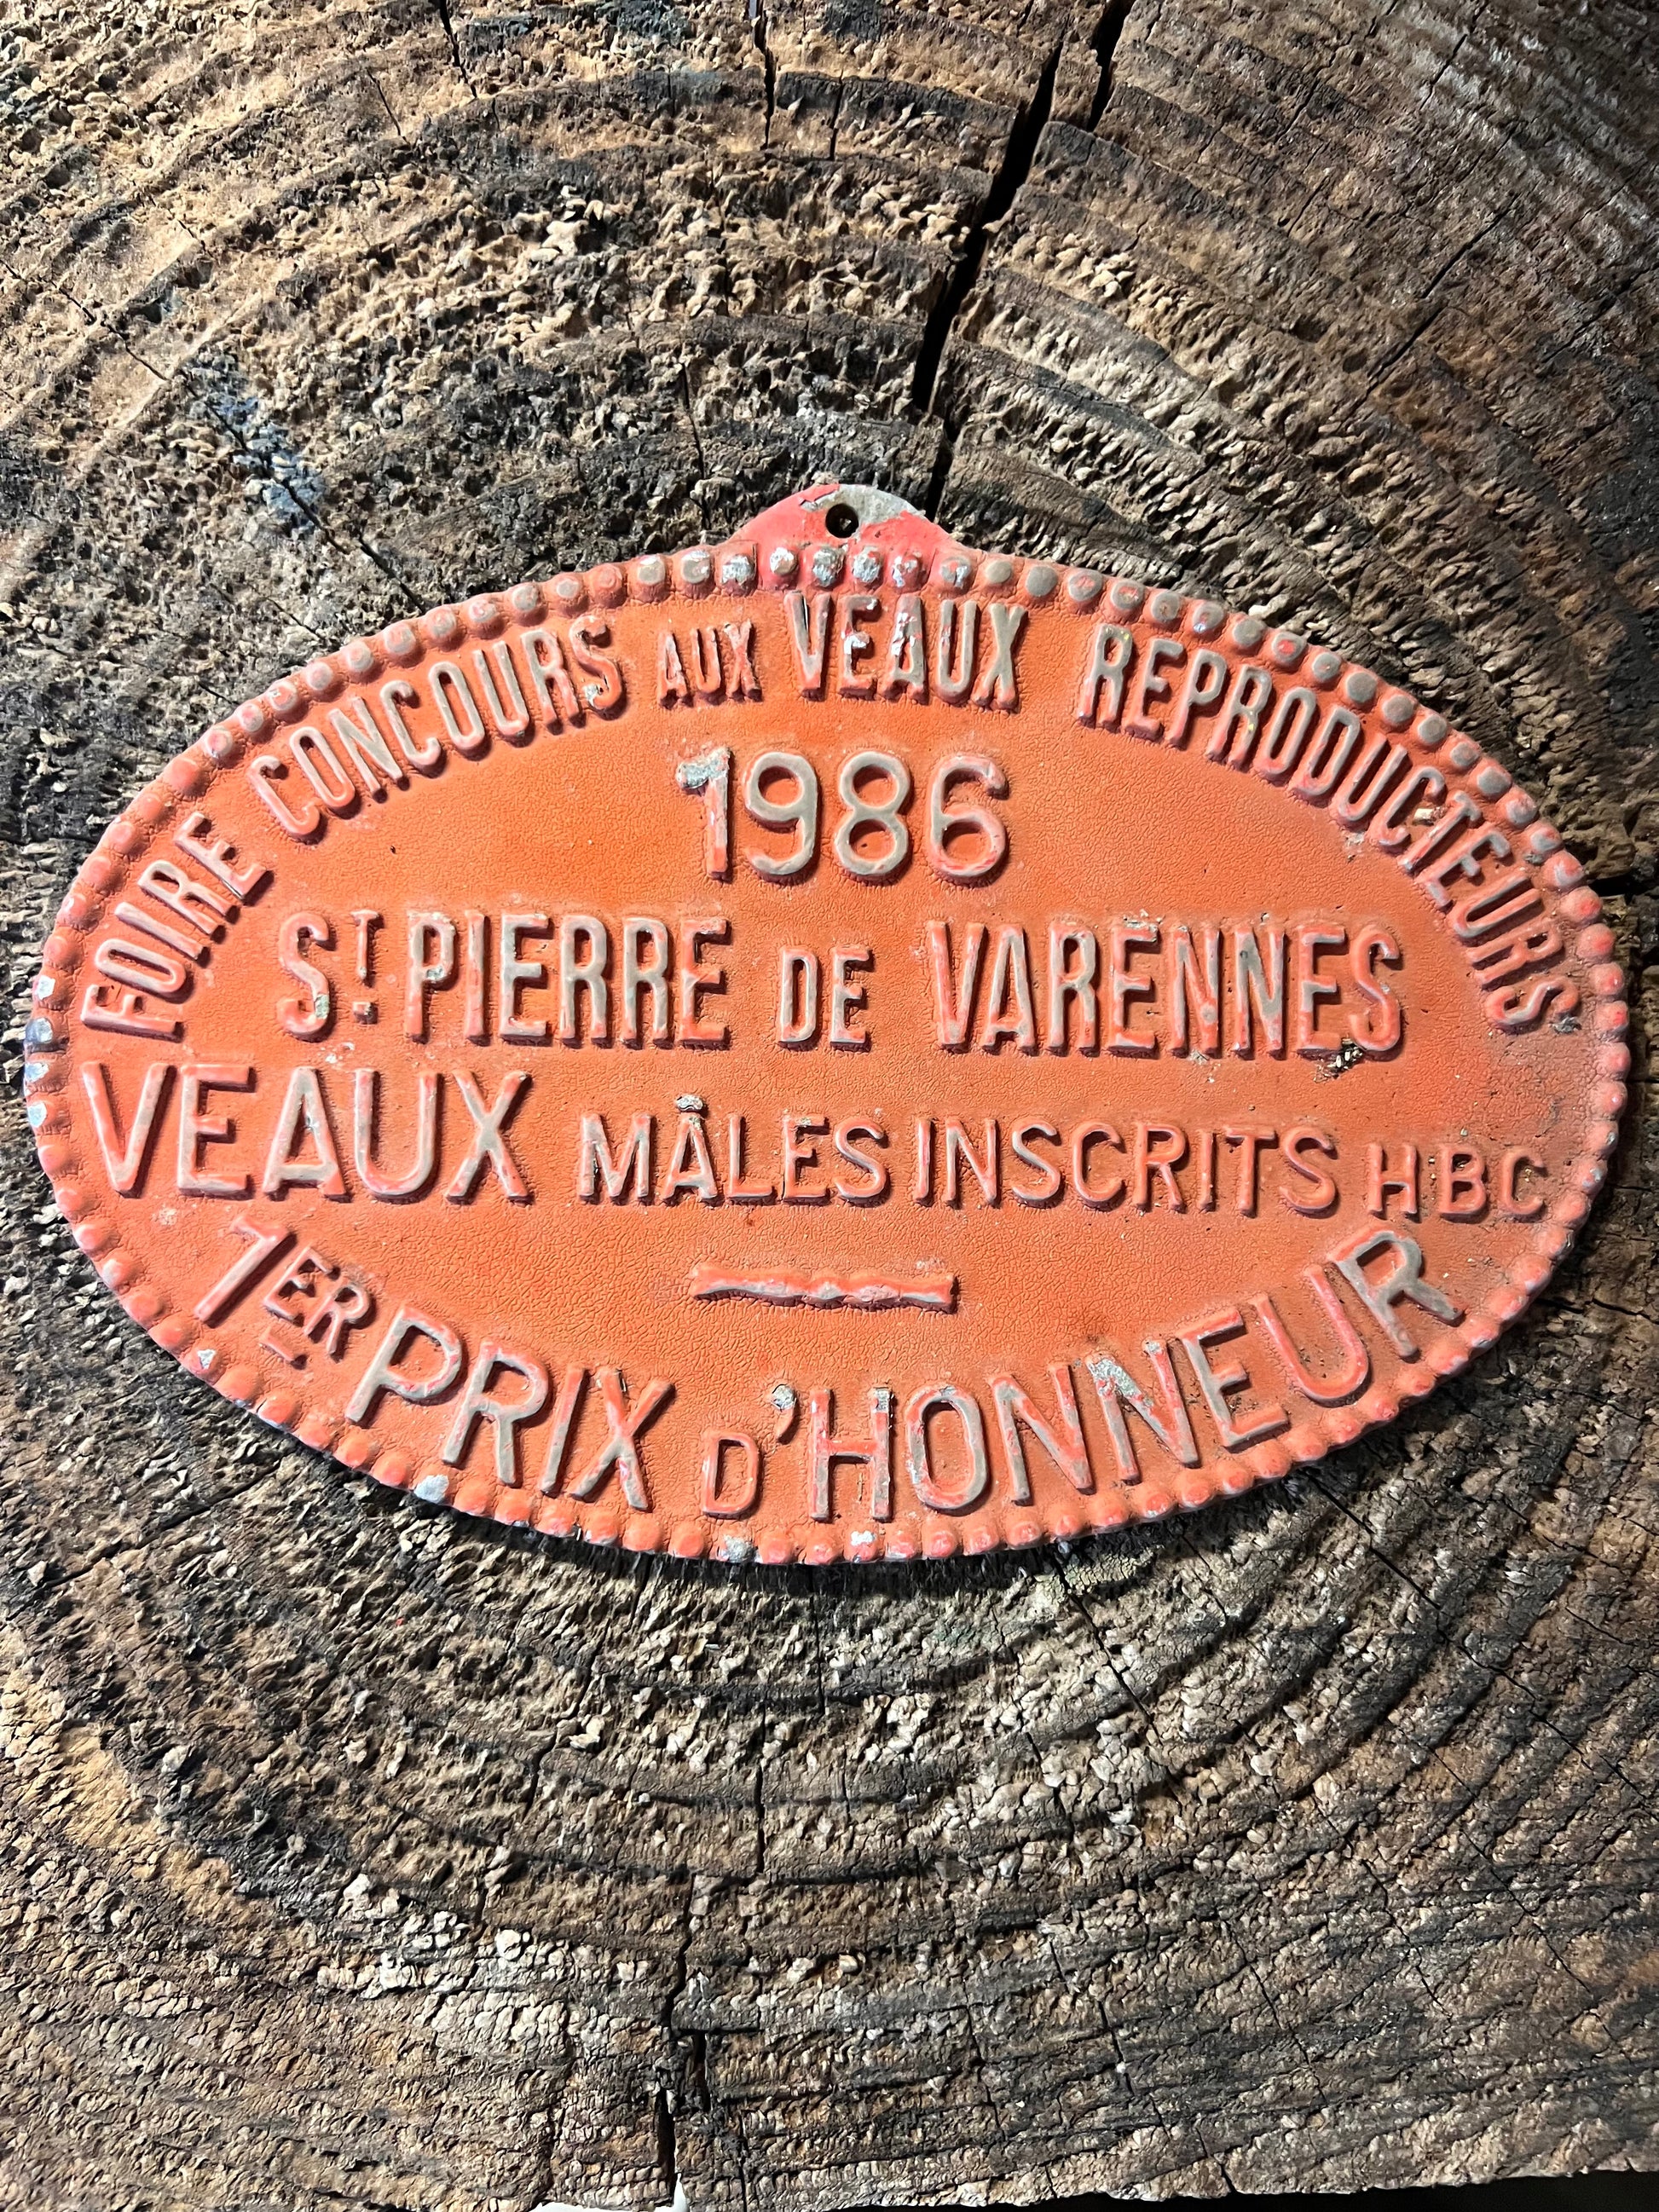 FOIRE CONCOURS AUX VEAUX REPRODUCTEURS
1986
ST. PIERRE DE VARENNES
VEAUX MÂLES INSCRITS HBC
1ER PRIX D'HONNEUR